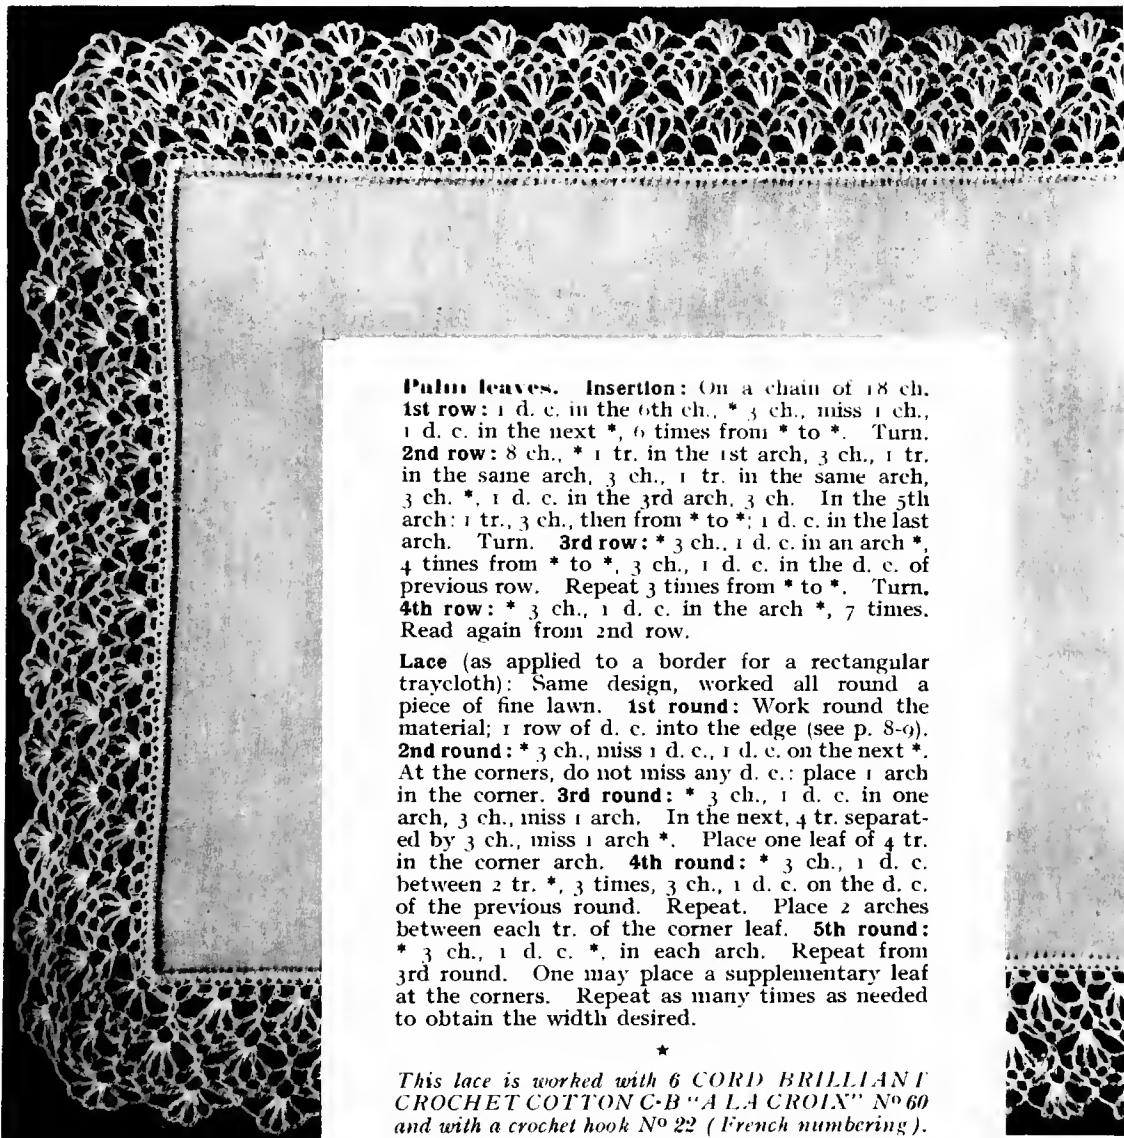 Palm leaves. Insertion: On a chain of 18 ch.
1st row: 1 d. c. in the 6th ch., * 3 ch., miss 1 ch.,
1 d. c. in the next *, 6 times from * to *. Turn.
2nd row: 8 ch., * 1 tr. in the 1st arch, 3 ch., 1 tr.
in the same arch, 3 ch., 1 tr. in the same arch,
3 ch. *, 1 d. c. in the 3rd arch, 3 ch. In the 5th
arch: 1 tr., 3 ch., then from * to *; 1 d. c. in the last
arch. Turn. 3rd row: * 3 ch., 1 d. c. in an arch *,
4 times from * to *, 3 ch., 1 d. c. in the d. c. of
previous row. Repeat 3 times from * to *. Turn.
4th row: * 3 ch., 1 d. c. in the arch *, 7 times.
Read again from 2nd row.
Lace (as applied to a border for a rectangular
traycloth): Same design, worked all round a
piece of fine lawn. 1st round: Work round the
material; 1 row of d. c. into the edge (see p. 8-9).
2nd round: * 3 ch., miss 1 d. c., 1 d. c. on the next *.
At the corners, do not miss any d. c.: place 1 arch
in the corner. 3rd round: * 3 ch., 1 d. c. in one
arch, 3 ch., miss 1 arch. In the next, 4 tr. separat-
ed by 3 ch., miss 1 arch *. Place one leaf of 4 tr.
in the corner arch. 4th round: * 3 ch., 1 d. c.
between 2 tr. *, 3 times, 3 ch., 1 d. c. on the d. c.
of the previous round. Repeat. Place 2 arches
between each tr. of the corner leaf. 5th round:
* 3 ch., 1 d. c. *, in each arch. Repeat from
3rd round. One may place a supplementary leaf
at the corners. Repeat as many times as needed
to obtain the width desired.
★
This lace is worked with 6 CORD BRILLIANT
CROCHET COTTON C·B "A LA CROIX" Nº 60
and with a crochet hook Nº 22 (French numbering).